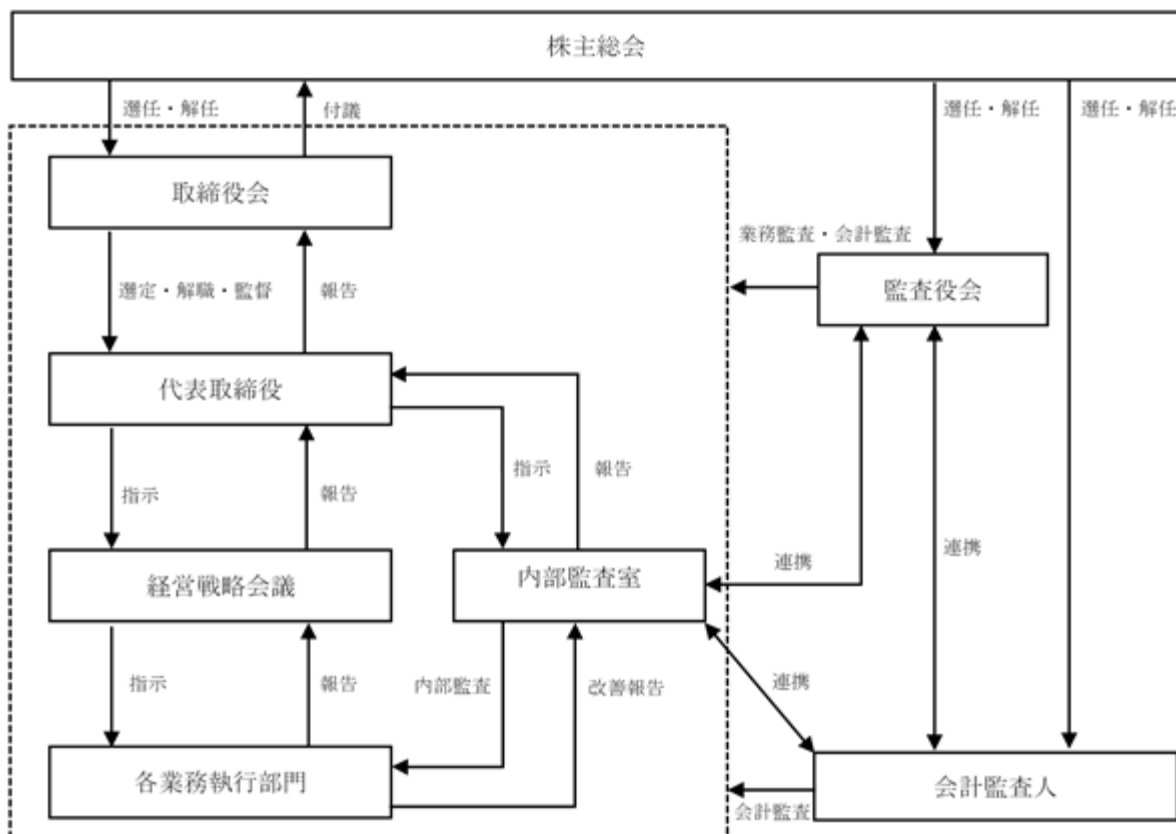 株主総会
選任・解任
付議
選任・解任
選任・解任
取締役会
業務監査・会計監査
監査役会
選定・解職・監督
報告
代表取締役
指示
報告
指示
報告
連携
連携
経営戦略会議
内部監査室
指示
報告
内部監査
改善報告
連携
各業務執行部門
会計監査人
会計監査